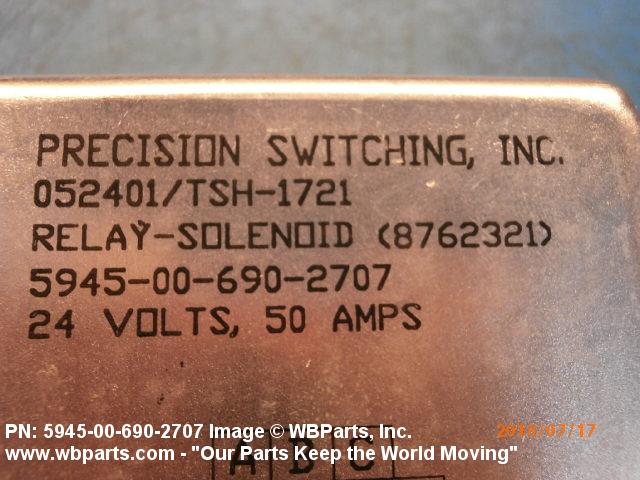 PRECISION SWITCHING, INC.
052401/TSH-1721
RELAY-SOLENOID (8762321)
5945-00-690-2707
24 VOLTS, 50 AMPS
PN: 5945-00-690-2707 Image © WBParts, Inc.
2018/07/17
www.wbparts.com - "Our Parts Keep the World Moving"
A B C